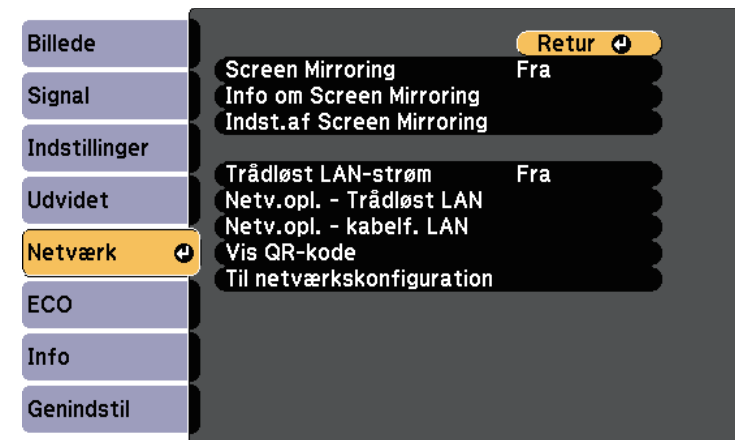 Billede
Signal
Indstillinger
Udvidet
Netværk
ECO
Info
Genindstil
Retur
Screen Mirroring Fra
Info om Screen Mirroring
Indst.af Screen Mirroring
Trådløst LAN-strøm Fra
Netv.opl. - Trådløst LAN
Netv.opl. - kabelf. LAN
Vis QR-kode
Til netværkskonfiguration